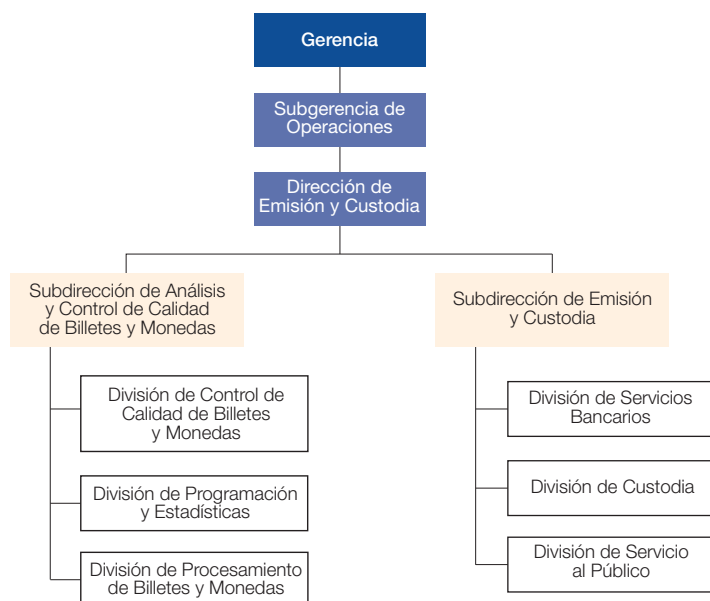 Gerencia
Subgerencia de
Operaciones
Dirección de
Emisión y Custodia
Subdirección de Análisis
y Control de Calidad
de Billetes y Monedas
División de Control de
Calidad de Billetes
y Monedas
División de Programación
y Estadísticas
División de Procesamiento
de Billetes y Monedas
Subdirección de Emisión
y Custodia
División de Servicios
Bancarios
División de Custodia
División de Servicio
al Público